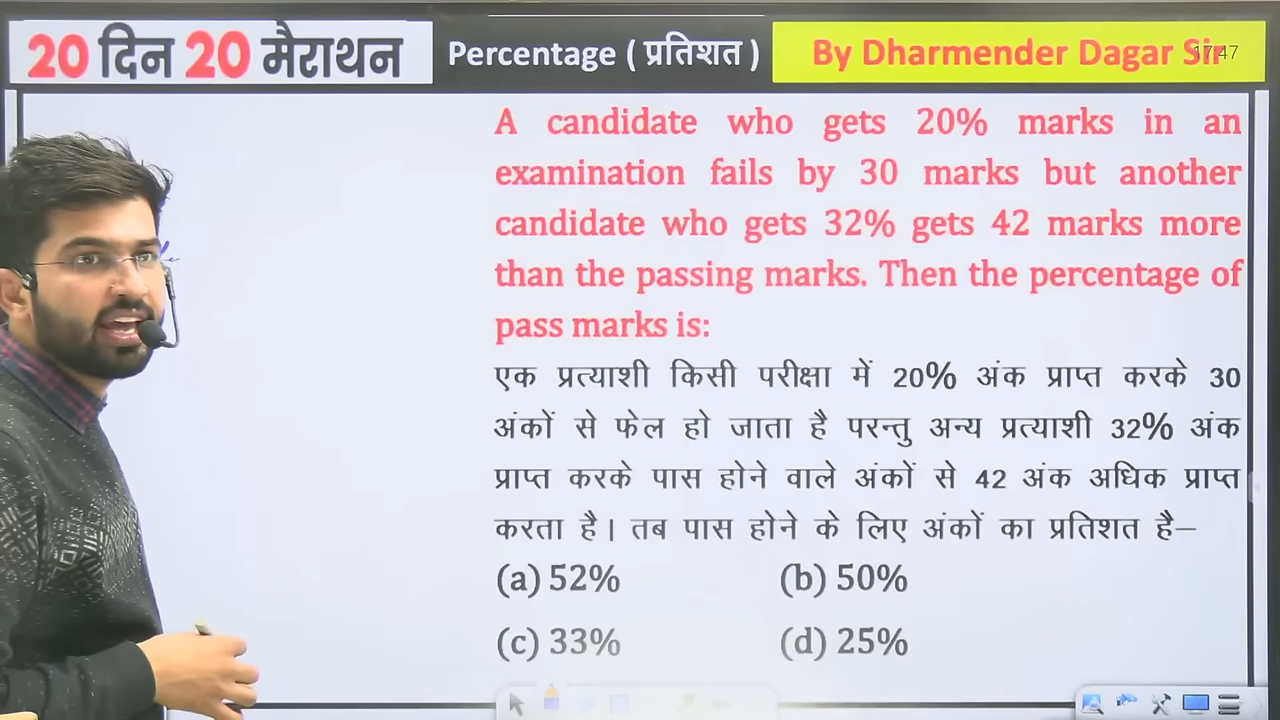 20 दिन 20 मैराथन
Percentage ( प्रतिशत )
By Dharmender Dagar Sir
17:47
A candidate who gets 20% marks in an
examination fails by 30 marks but another
candidate who gets 32% gets 42 marks more
than the passing marks. Then the percentage of
pass marks is:
एक प्रत्याशी किसी परीक्षा में 20% अंक प्राप्त करके 30
अंकों से फेल हो जाता है परन्तु अन्य प्रत्याशी 32% अंक
प्राप्त करके पास होने वाले अंकों से 42 अंक अधिक प्राप्त
करता है। तब पास होने के लिए अंकों का प्रतिशत है–
(a) 52% (b) 50%
(c) 33% (d) 25%